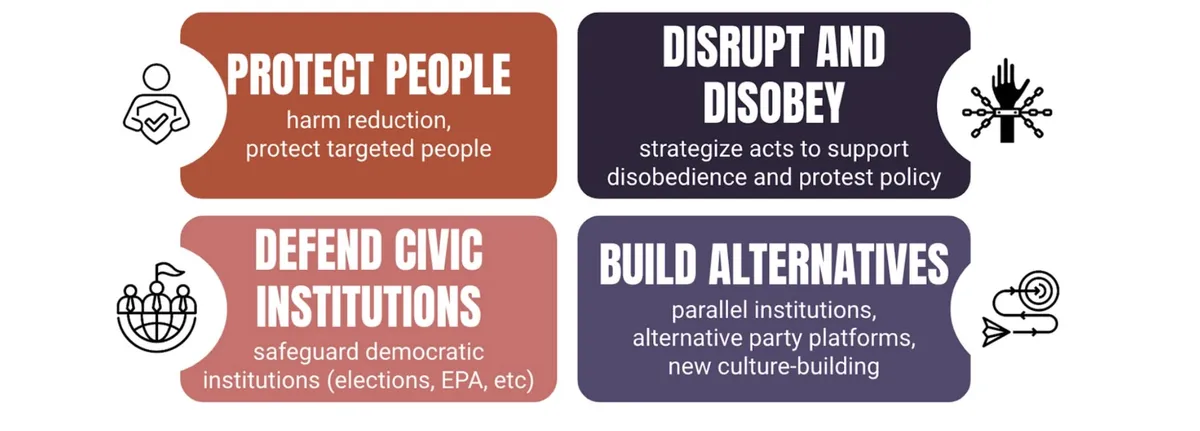 PROTECT PEOPLE
harm reduction,
protect targeted people
DISRUPT AND
DISOBEY
strategize acts to support
disobedience and protest policy
DEFEND CIVIC
INSTITUTIONS
safeguard democratic
institutions (elections, EPA, etc)
BUILD ALTERNATIVES
parallel institutions,
alternative party platforms,
new culture-building